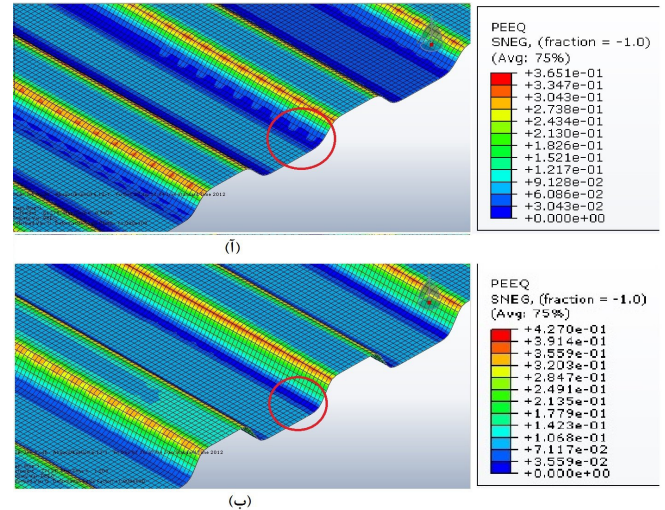 PEEQ
SNEG, (fraction = -1.0)
(Avg: 75%)
+3.651e-01
+3.347e-01
+3.043e-01
+2.738e-01
+2.434e-01
+2.130e-01
+1.826e-01
+1.521e-01
+1.217e-01
+9.128e-02
+6.086e-02
+3.043e-02
+0.000e+00
(آ)
PEEQ
SNEG, (fraction = -1.0)
(Avg: 75%)
+4.270e-01
+3.914e-01
+3.559e-01
+3.203e-01
+2.847e-01
+2.491e-01
+2.135e-01
+1.779e-01
+1.423e-01
+1.068e-01
+7.117e-02
+3.559e-02
+0.000e+00
(ب)